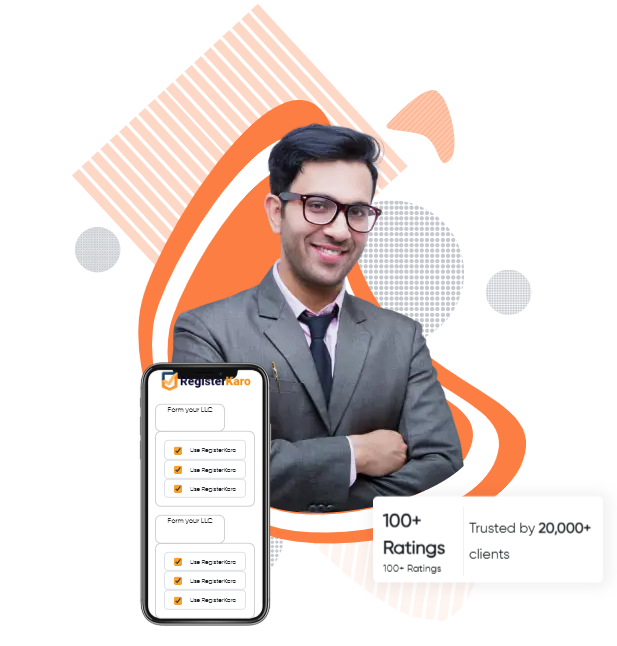 RegisterKaro
Form your LLC
Use RegisterKaro
Use RegisterKaro
Use RegisterKaro
Form your LLC
Use RegisterKaro
Use RegisterKaro
Use RegisterKaro
100+
Ratings
100+ Ratings
Trusted by 20,000+
clients